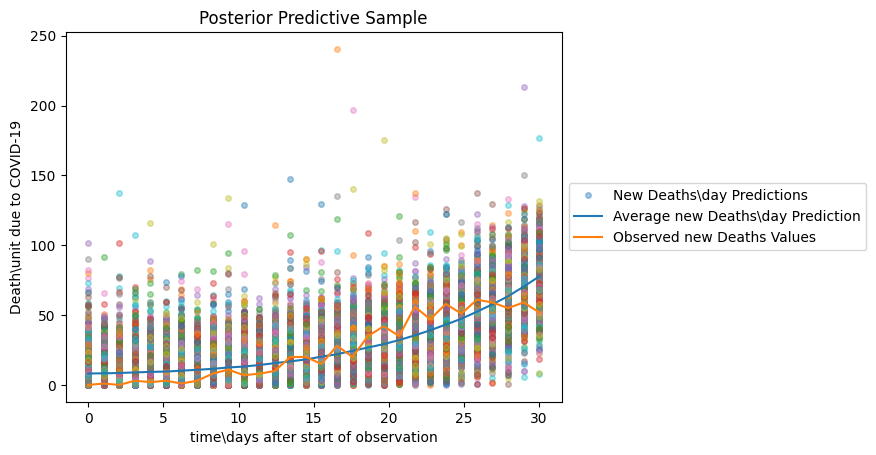 Posterior Predictive Sample
250
200
150
100
50
0
Death\unit due to COVID-19
0 5 10 15 20 25 30
time\days after start of observation
New Deaths\day Predictions
Average new Deaths\day Prediction
Observed new Deaths Values